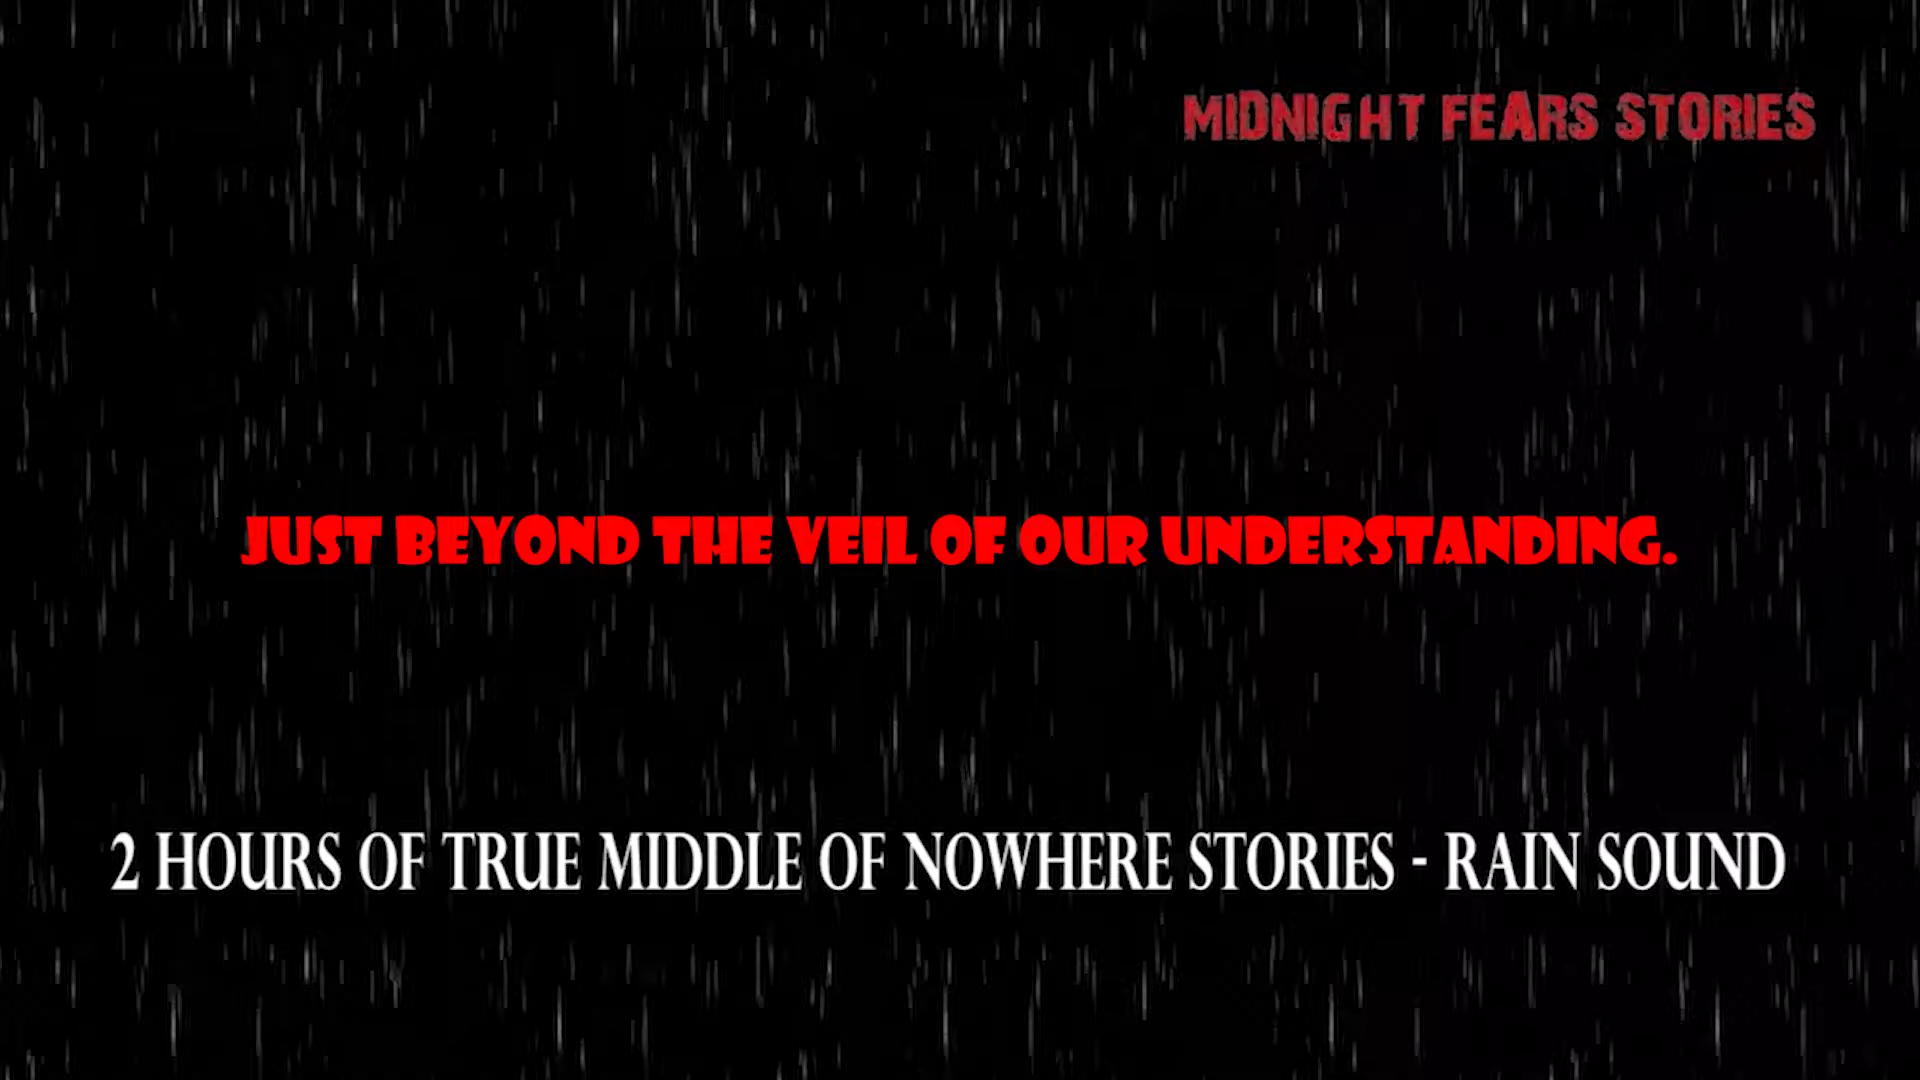 MIDNIGHT FEARS STORIES
JUST BEYOND THE VEIL OF OUR UNDERSTANDING.
2 HOURS OF TRUE MIDDLE OF NOWHERE STORIES - RAIN SOUND